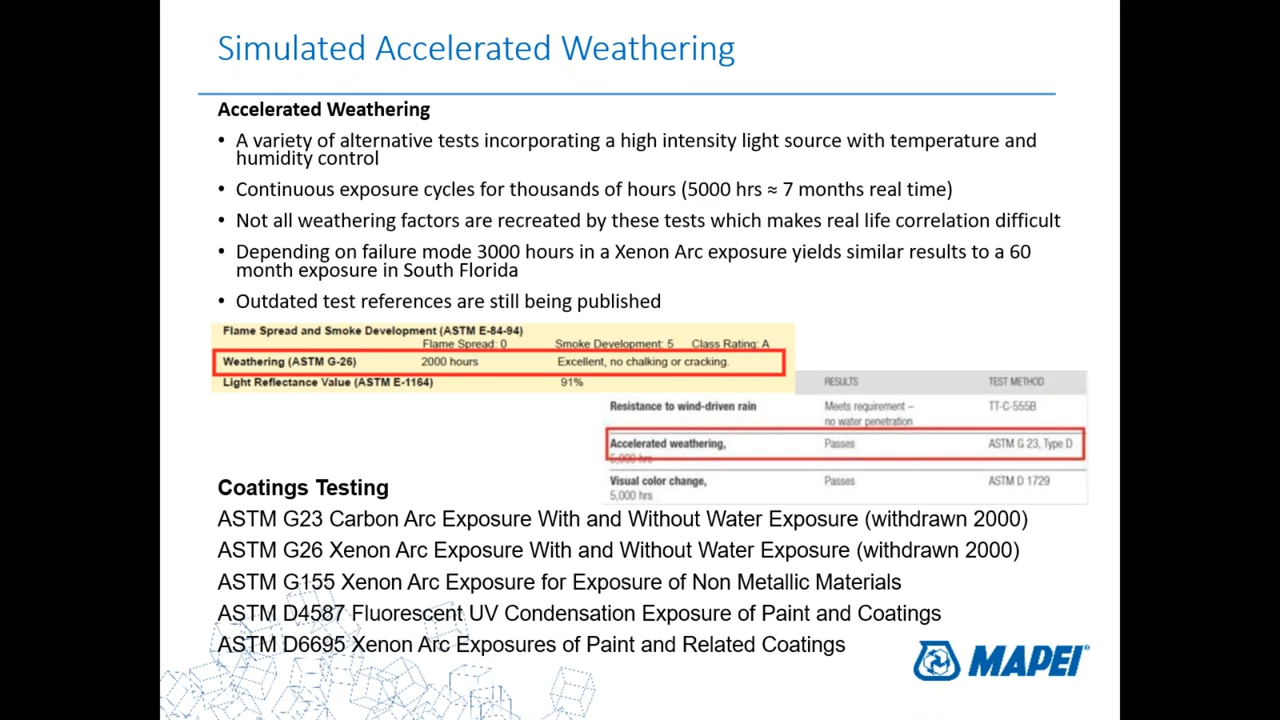 Simulated Accelerated Weathering
Accelerated Weathering
• A variety of alternative tests incorporating a high intensity light source with temperature and
humidity control
• Continuous exposure cycles for thousands of hours (5000 hrs ≈ 7 months real time)
• Not all weathering factors are recreated by these tests which makes real life correlation difficult
• Depending on failure mode 3000 hours in a Xenon Arc exposure yields similar results to a 60
month exposure in South Florida
• Outdated test references are still being published
Flame Spread and Smoke Development (ASTM E-84-94)
Flame Spread: 0 Smoke Development: 5 Class Rating: A
Weathering (ASTM G-26) 2000 hours Excellent, no chalking or cracking.
Light Reflectance Value (ASTM E-1164) 91%
RESULTS TEST METHOD
Resistance to wind-driven rain Meets requirement – TT-C-555B
no water penetration
Accelerated weathering, Passes ASTM G 23, Type D
5,000 hrs
Visual color change, Passes ASTM D 1729
5,000 hrs
Coatings Testing
ASTM G23 Carbon Arc Exposure With and Without Water Exposure (withdrawn 2000)
ASTM G26 Xenon Arc Exposure With and Without Water Exposure (withdrawn 2000)
ASTM G155 Xenon Arc Exposure for Exposure of Non Metallic Materials
ASTM D4587 Fluorescent UV Condensation Exposure of Paint and Coatings
ASTM D6695 Xenon Arc Exposures of Paint and Related Coatings
MAPEI®